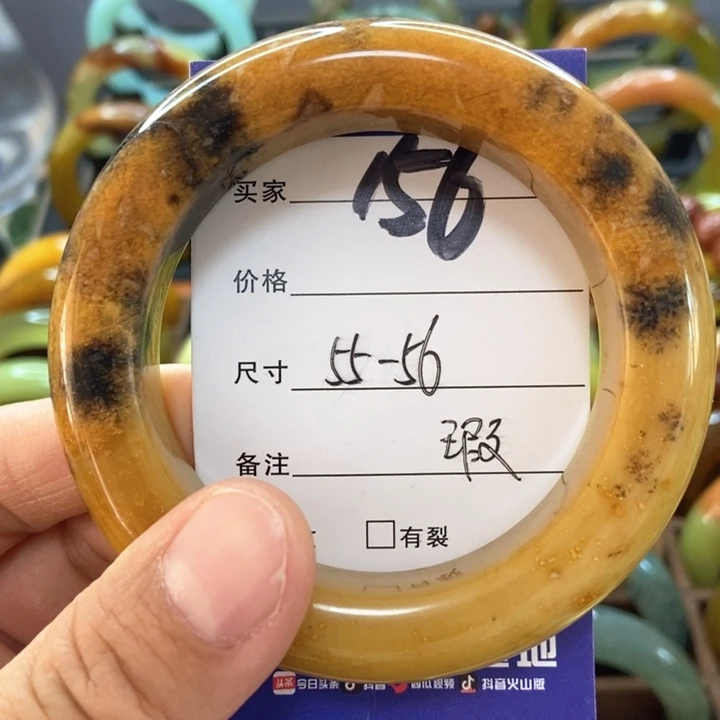 买家 156
价格
尺寸 55-56
备注 瑕
□有裂
地
今日头条 抖音 西瓜视频 抖音火山版